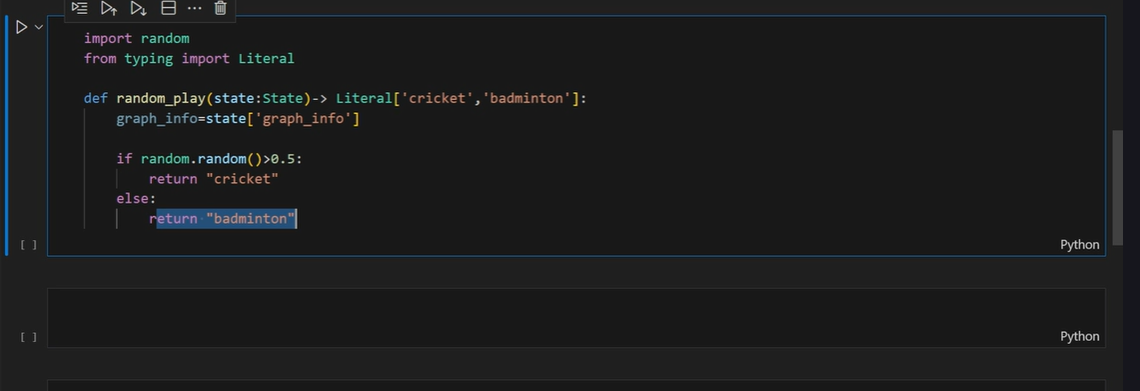 import random
from typing import Literal
def random_play(state:State)-> Literal['cricket','badminton']:
graph_info=state['graph_info']
if random.random()>0.5:
return "cricket"
else:
return "badminton"
[ ]
Python
[ ]
Python